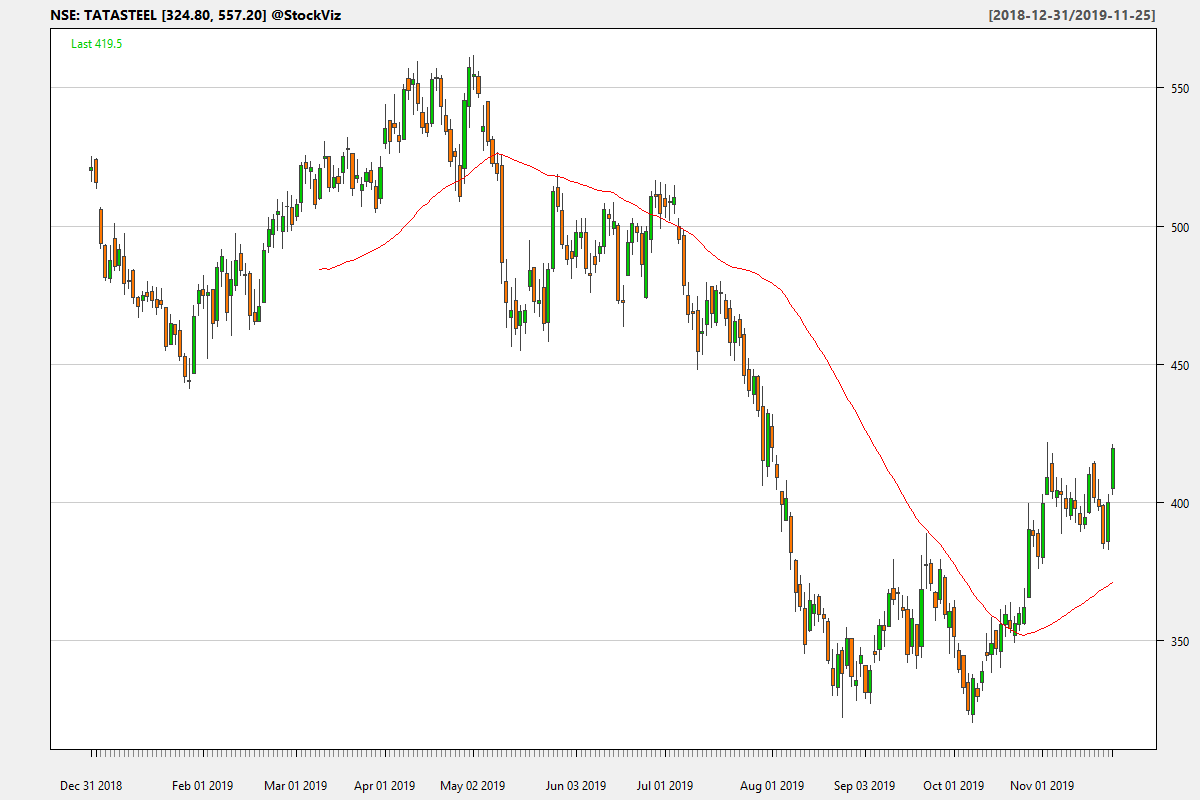 NSE: TATASTEEL [324.80, 557.20] @StockViz [2018-12-31/2019-11-25]
Last 419.5
550
500
450
400
350
Dec 31 2018 Feb 01 2019 Mar 01 2019 Apr 01 2019 May 02 2019 Jun 03 2019 Jul 01 2019 Aug 01 2019 Sep 03 2019 Oct 01 2019 Nov 01 2019